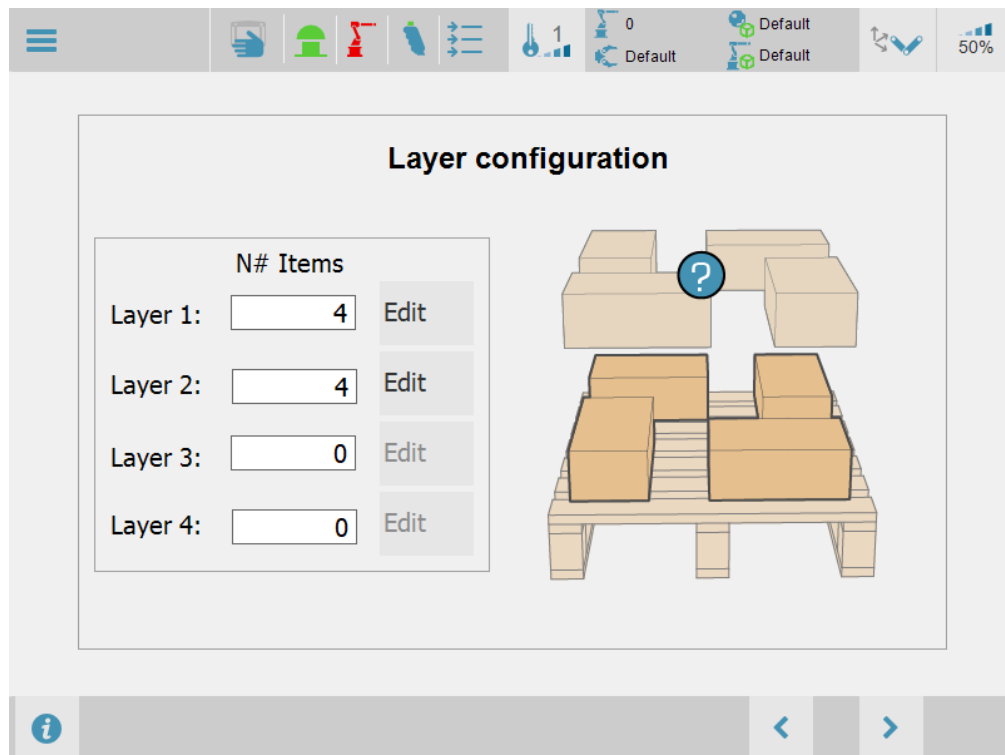 1
0
Default
Default
Default
50%
Layer configuration
N# Items
Layer 1: 4 Edit
Layer 2: 4 Edit
Layer 3: 0 Edit
Layer 4: 0 Edit
?
i